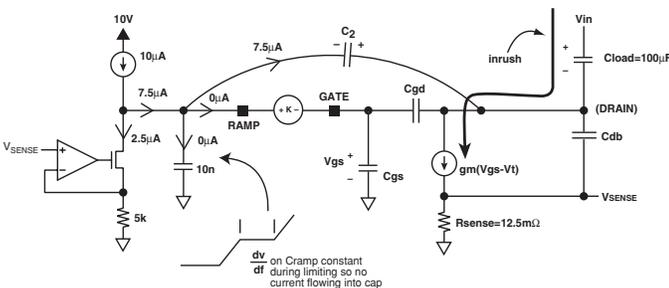 10V
C2
Vin
7.5µA
- +
inrush
+
-
Cload=100µF
10µA
7.5µA
0µA
RAMP
+ K -
GATE
Cgd
(DRAIN)
VSENSE
+
-
2.5µA
0µA
10n
Vgs
+
-
Cgs
gm(Vgs-Vt)
Cdb
VSENSE
5k
Rsense=12.5mΩ
dv
df
on Cramp constant
during limiting so no
current flowing into cap